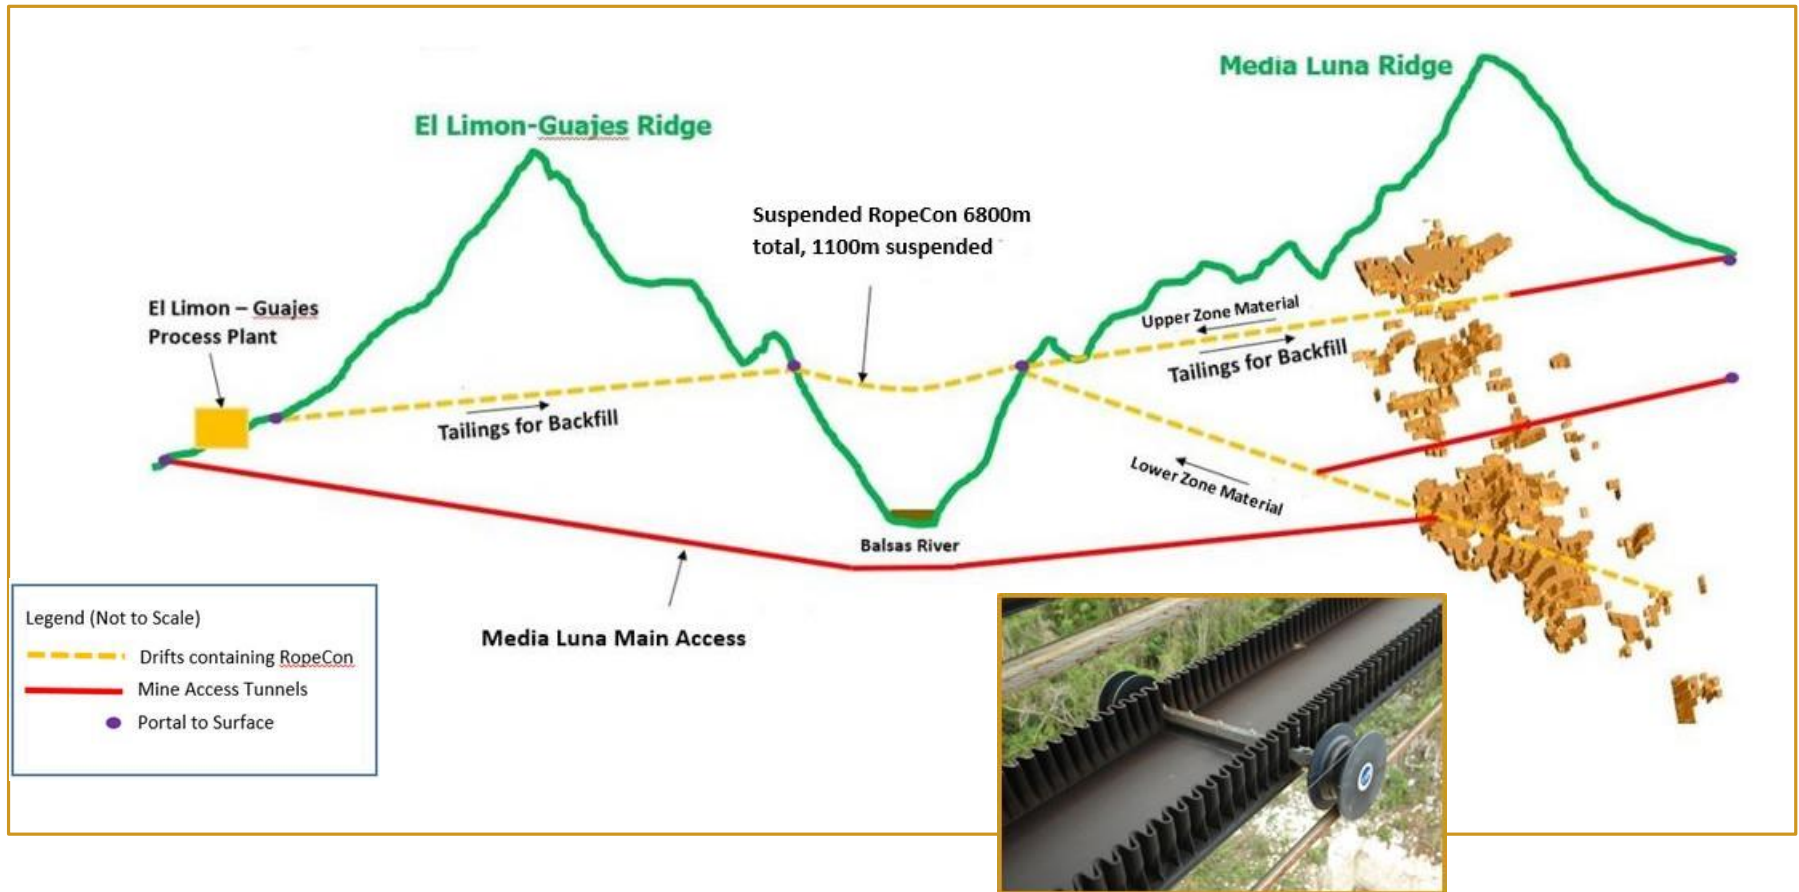 Media Luna Ridge
El Limon-Guajes Ridge
Suspended RopeCon 6800m
total, 1100m suspended
El Limon – Guajes
Process Plant
Upper Zone Material
Tailings for Backfill
Tailings for Backfill
Lower Zone Material
Balsas River
Media Luna Main Access
Legend (Not to Scale)
Drifts containing RopeCon
Mine Access Tunnels
Portal to Surface